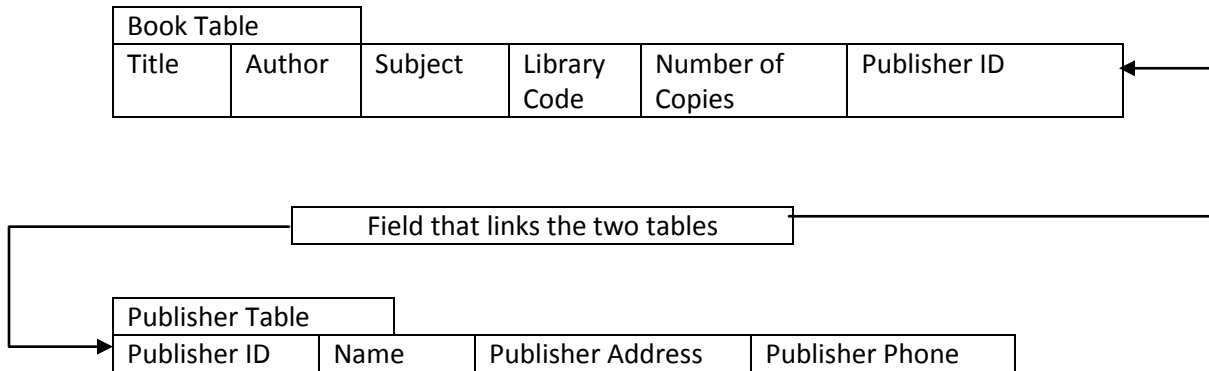 Book Table
Title Author Subject Library Number of Publisher ID
Code Copies
Field that links the two tables
Publisher Table
Publisher ID Name Publisher Address Publisher Phone